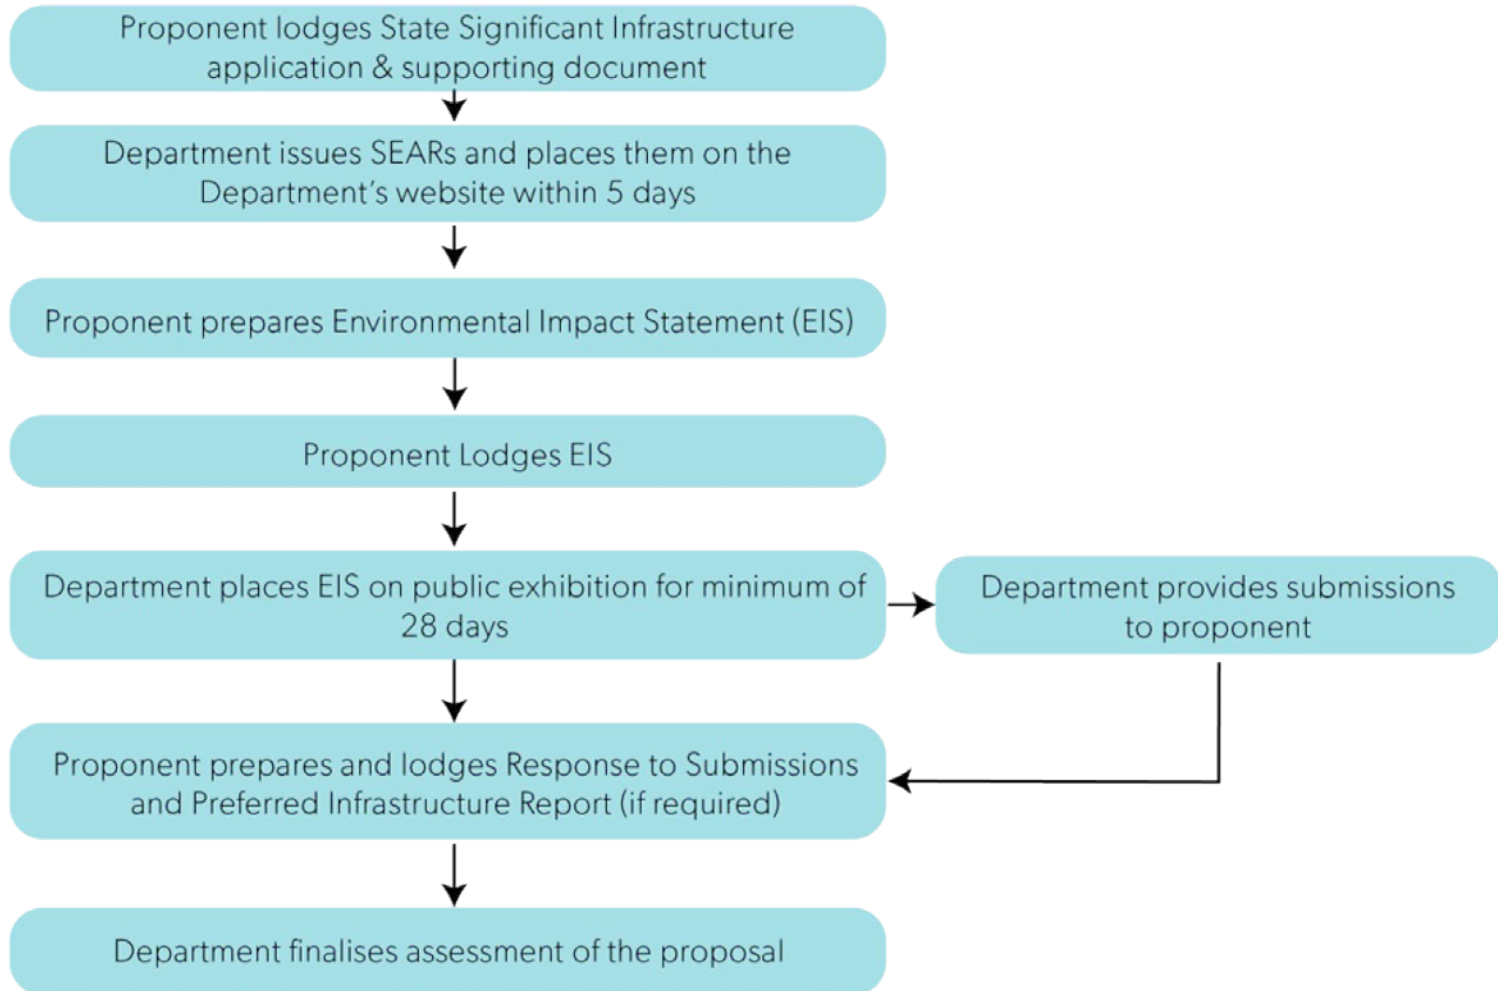 Proponent lodges State Significant Infrastructure
application & supporting document
Department issues SEARs and places them on the
Department’s website within 5 days
Proponent prepares Environmental Impact Statement (EIS)
Proponent Lodges EIS
Department places EIS on public exhibition for minimum of
28 days
Department provides submissions
to proponent
Proponent prepares and lodges Response to Submissions
and Preferred Infrastructure Report (if required)
Department finalises assessment of the proposal